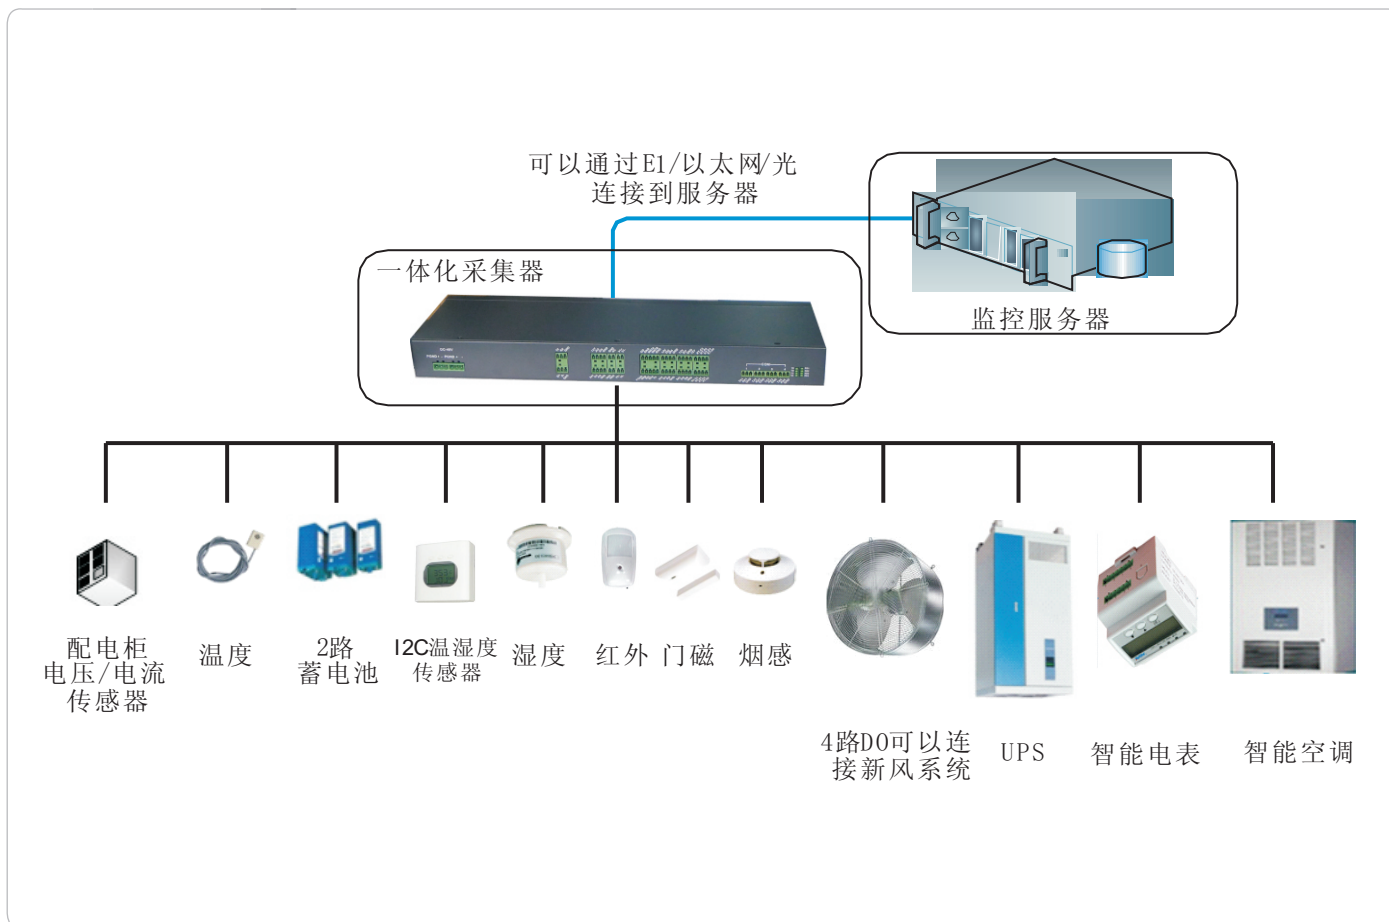 可以通过E1/以太网/光
连接到服务器
一体化采集器
监控服务器
配电柜
电压/电流
传感器
温度
2路
蓄电池
I2C温湿度
传感器
湿度
红外
门磁
烟感
4路DO可以连
接新风系统
UPS
智能电表
智能空调